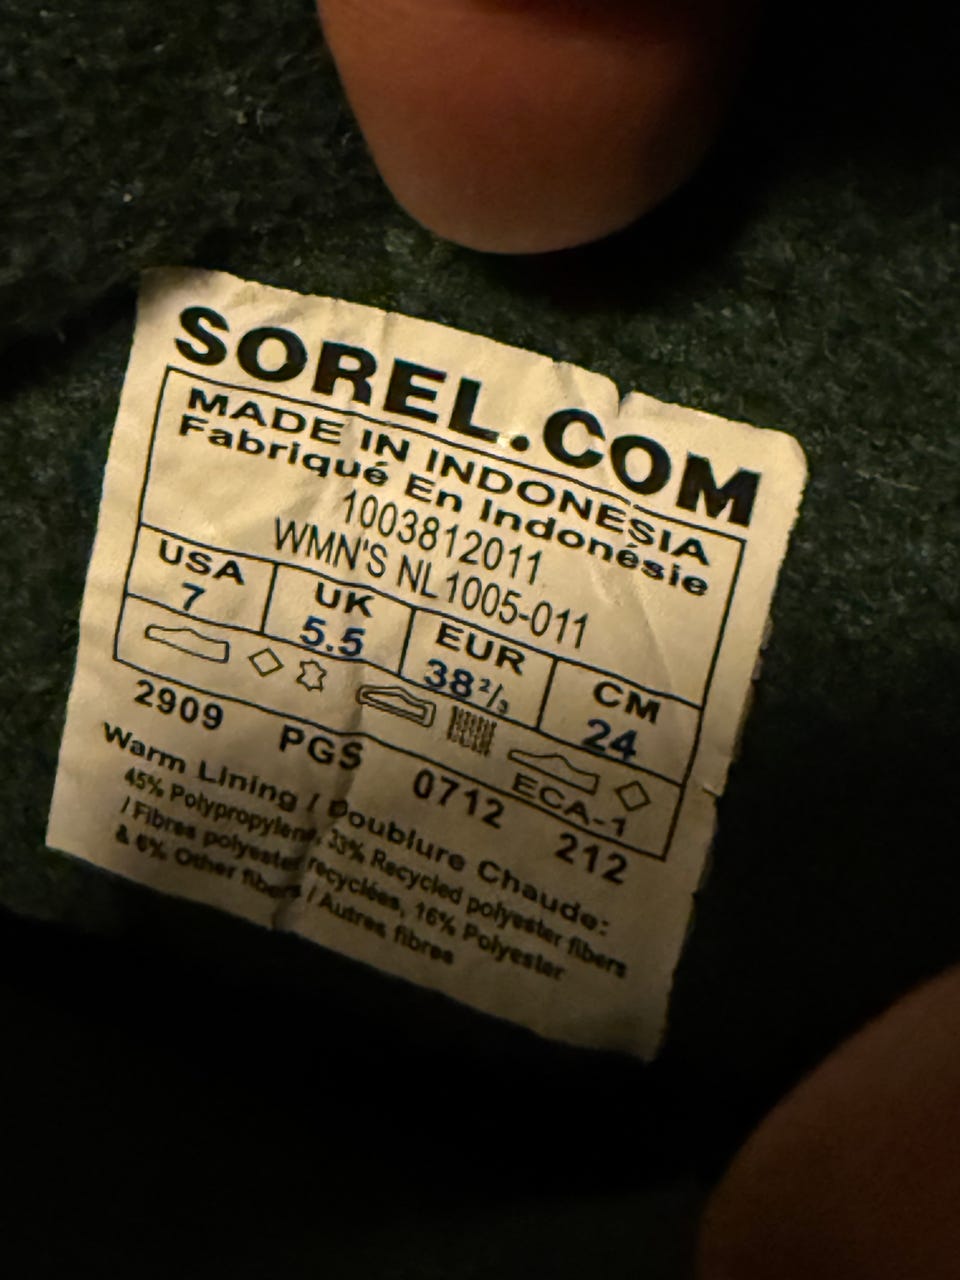 SOREL.COM
MADE IN INDONESIA
Fabriqué En Indonésie
1003812011
WMN'S NL1005-011
USA UK EUR CM
7 5.5 38 2/3 24
ECA-1
2909 PGS 0712 212
Warm Lining / Doublure Chaude:
45% Polypropylene, 33% Recycled polyester fibers
/ Fibres polyester recyclées, 16% Polyester
& 6% Other fibers / Autres fibres